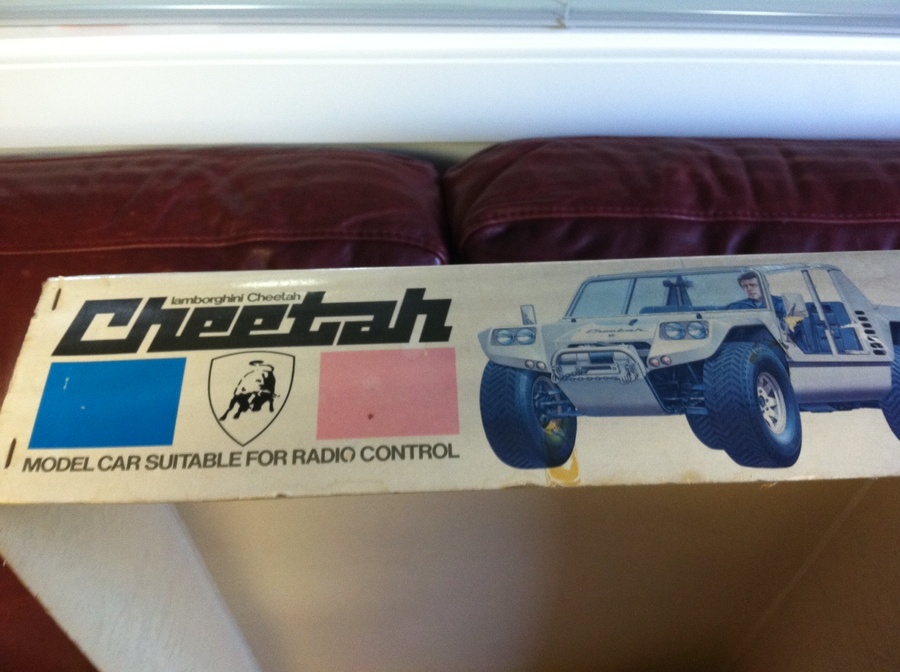 lamborghini Cheetah
Cheetah
MODEL CAR SUITABLE FOR RADIO CONTROL
Cheetah